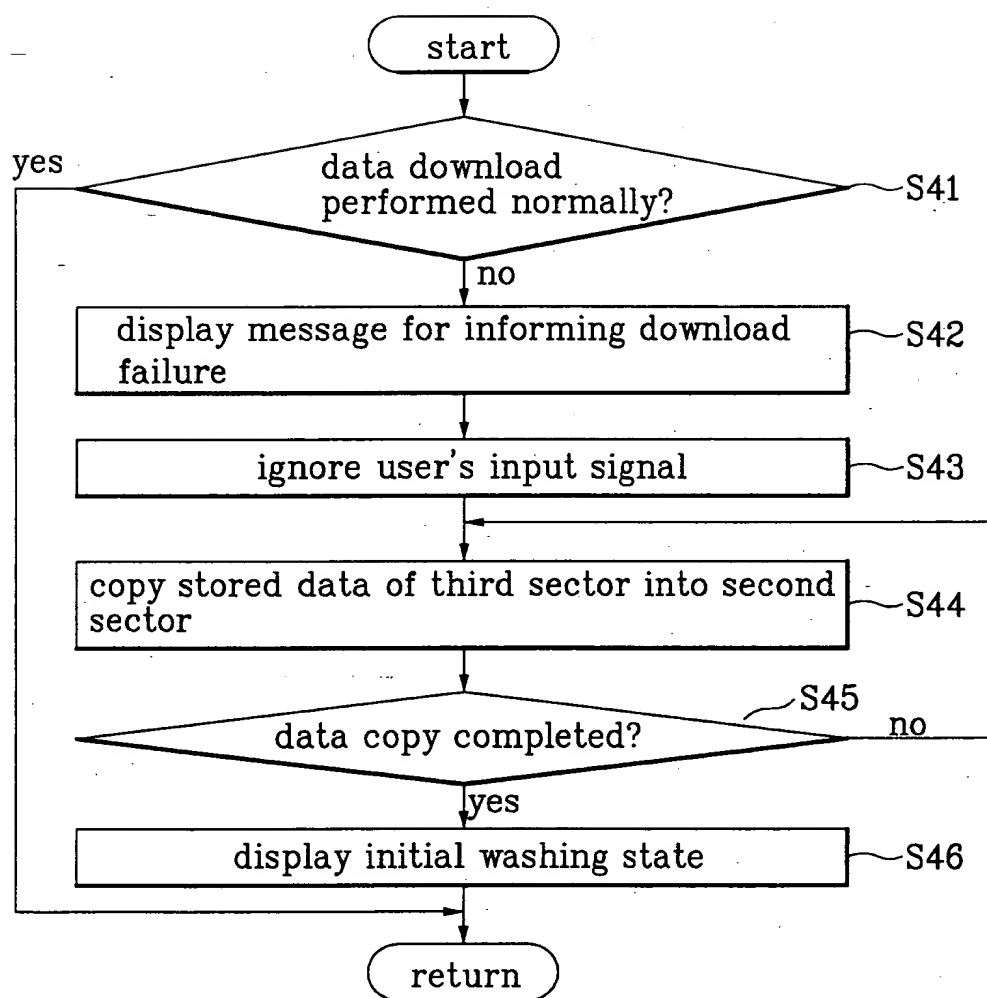 start
yes
data download
performed normally?
S41
no
display message for informing download
failure
S42
ignore user's input signal
S43
copy stored data of third sector into second
sector
S44
S45
data copy completed?
no
yes
display initial washing state
S46
return